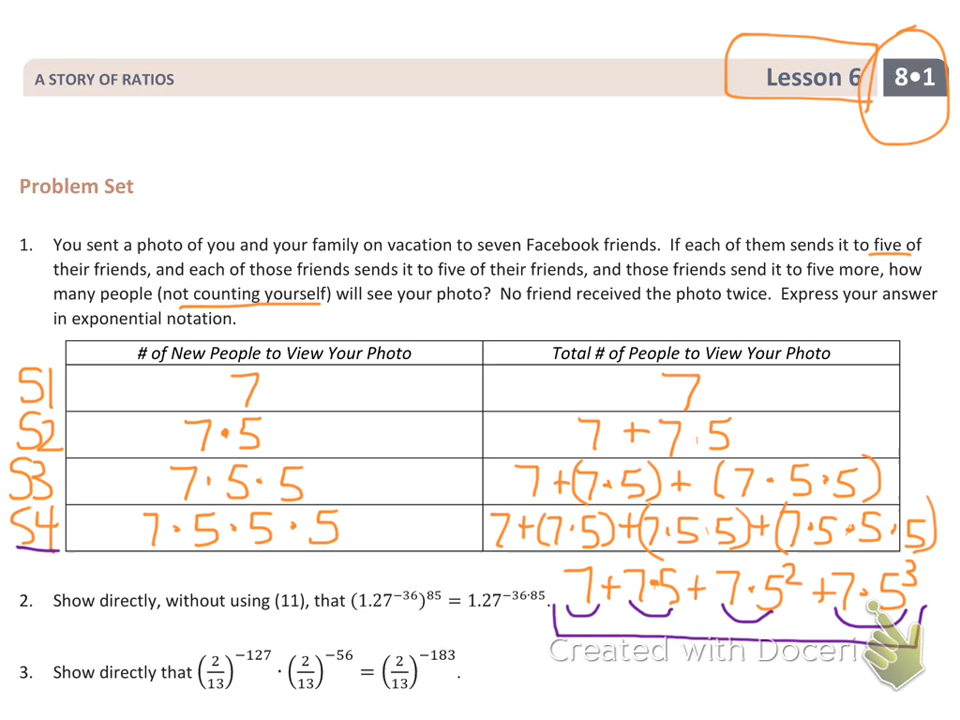 A STORY OF RATIOS Lesson 6 8•1
Problem Set
1. You sent a photo of you and your family on vacation to seven Facebook friends. If each of them sends it to five of
their friends, and each of those friends sends it to five of their friends, and those friends send it to five more, how
many people (not counting yourself) will see your photo? No friend received the photo twice. Express your answer
in exponential notation.
# of New People to View Your Photo Total # of People to View Your Photo
S1 7 7
S2 7•5 7 + 7•5
S3 7•5•5 7+(7•5)+(7•5•5)
S4 7•5•5•5 7+(7•5)+(7•5•5)+(7•5•5•5)
7+7•5+7•5²+7•5³
2. Show directly, without using (11), that (1.27⁻³⁶)⁸⁵ = 1.27⁻³⁶·⁸⁵.
Created with Doceri
3. Show directly that (2/13)⁻¹²⁷ · (2/13)⁻⁵⁶ = (2/13)⁻¹⁸³.